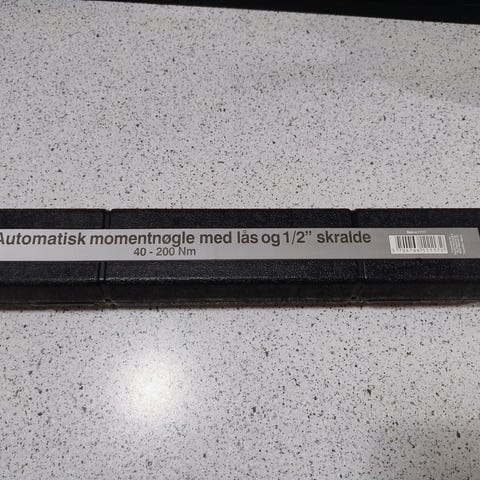 Automatisk momentnøgle med lås og 1/2" skralde
40 - 200 Nm